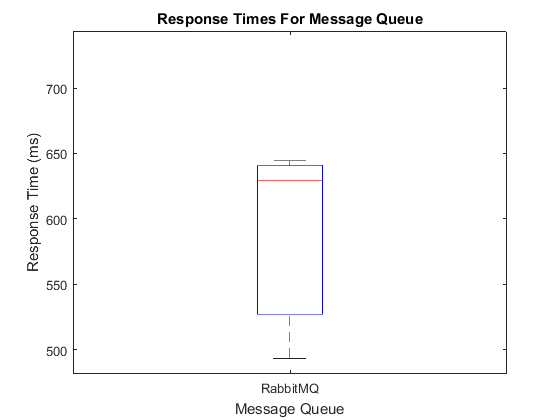 Response Times For Message Queue
Response Time (ms)
700
650
600
550
500
RabbitMQ
Message Queue